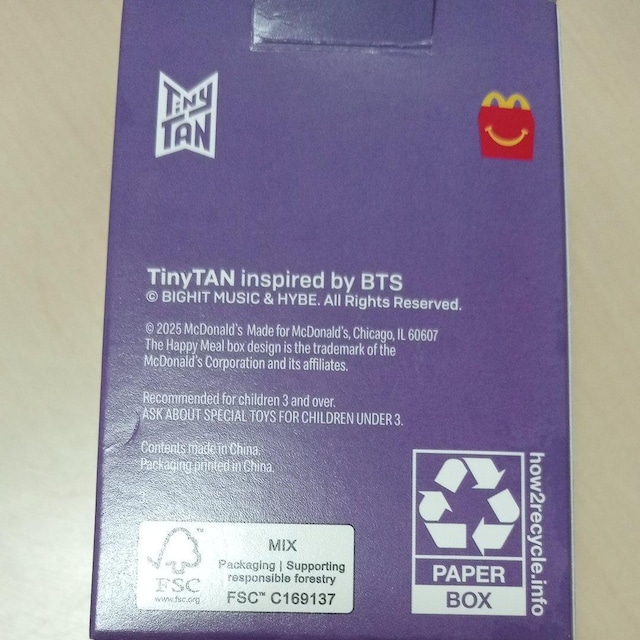 TinyTAN
TinyTAN inspired by BTS
© BIGHIT MUSIC & HYBE. All Rights Reserved.
© 2025 McDonald's Made for McDonald's, Chicago, IL 60607
The Happy Meal box design is the trademark of the
McDonald's Corporation and its affiliates.
Recommended for children 3 and over.
ASK ABOUT SPECIAL TOYS FOR CHILDREN UNDER 3.
Contents made in China.
Packaging printed in China.
FSC
™
www.fsc.org
MIX
Packaging | Supporting
responsible forestry
FSC™ C169137
PAPER
BOX
how2recycle.info